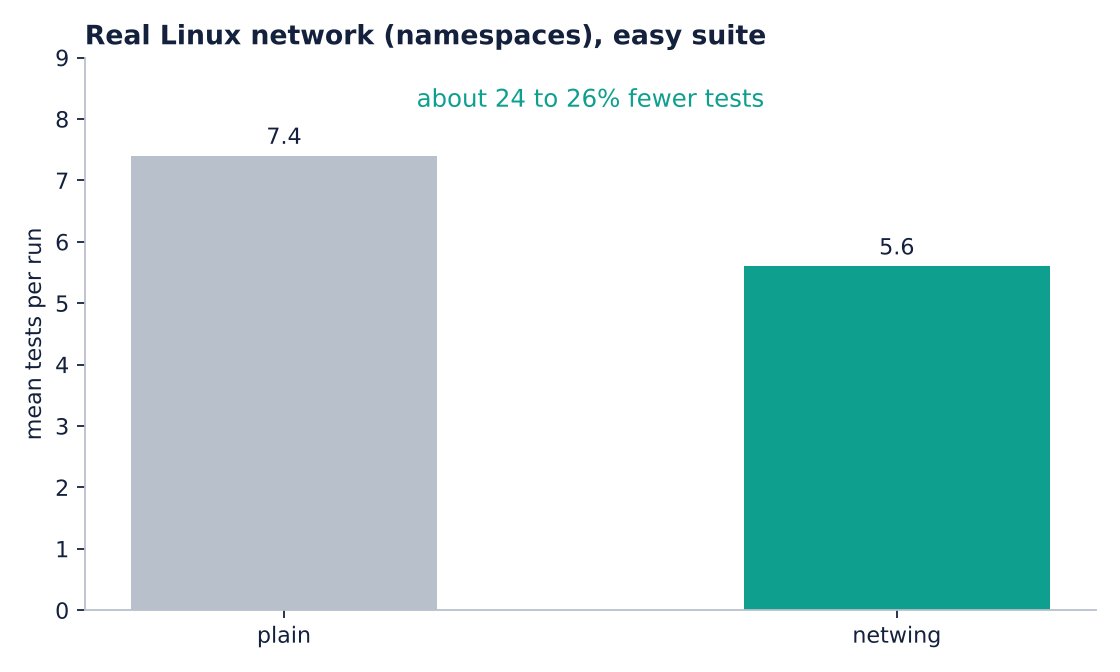 Real Linux network (namespaces), easy suite
about 24 to 26% fewer tests
mean tests per run
9
8
7
6
5
4
3
2
1
0
7.4
5.6
plain
netwing